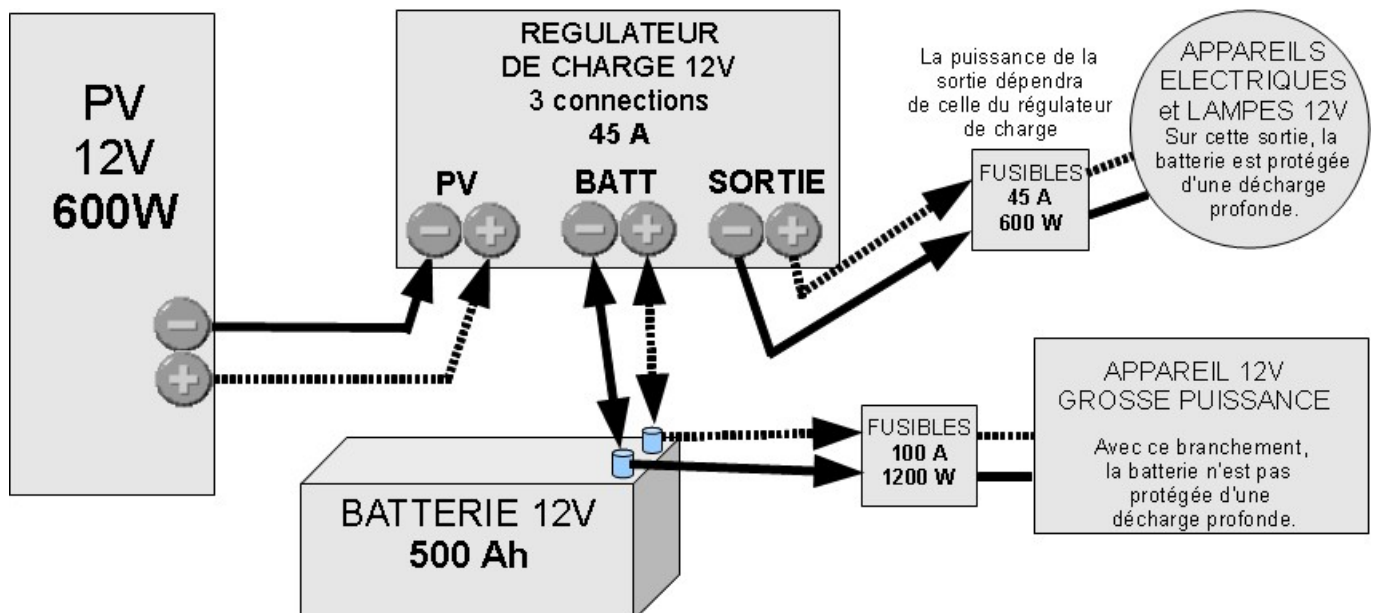 PV
12V
600W
REGULATEUR
DE CHARGE 12V
3 connections
45 A
PV
BATT
SORTIE
La puissance de la
sortie dépendra
de celle du régulateur
de charge
FUSIBLES
45 A
600 W
APPAREILS
ELECTRIQUES
et LAMPES 12V
Sur cette sortie, la
batterie est protégée
d'une décharge
profonde.
BATTERIE 12V
500 Ah
FUSIBLES
100 A
1200 W
APPAREIL 12V
GROSSE PUISSANCE
Avec ce branchement,
la batterie n'est pas
protégée d'une
décharge profonde.